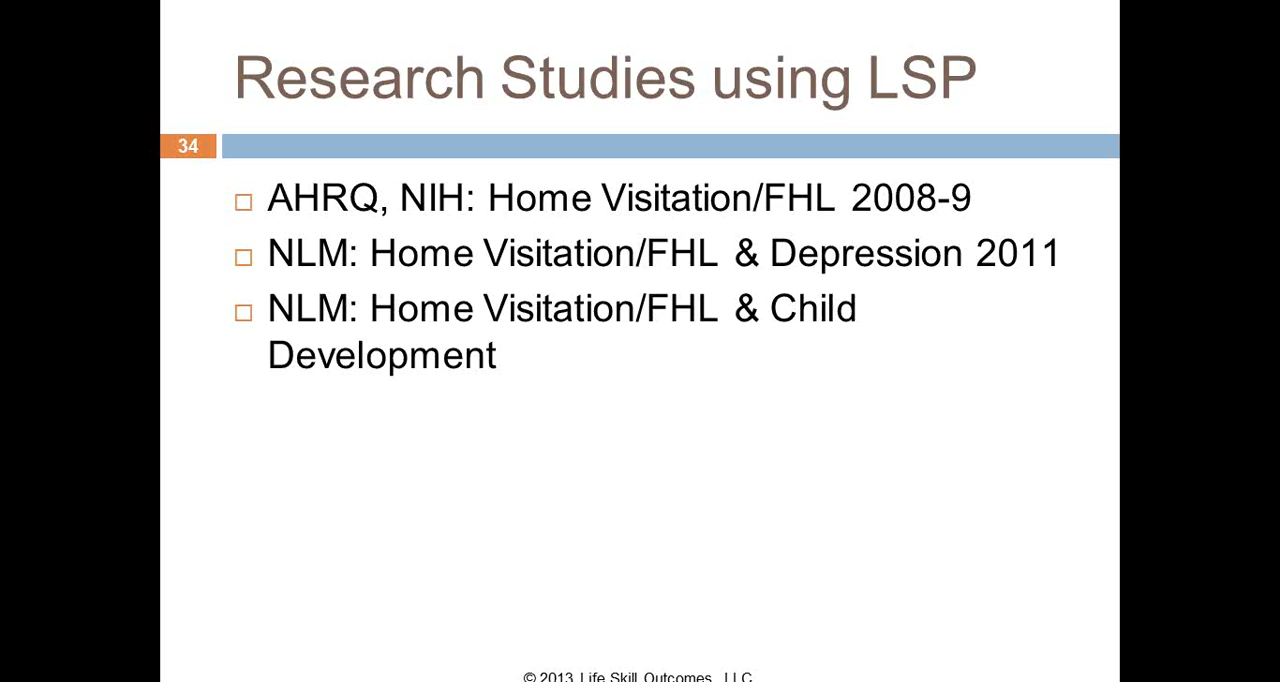 Research Studies using LSP
34
AHRQ, NIH: Home Visitation/FHL 2008-9
NLM: Home Visitation/FHL & Depression 2011
NLM: Home Visitation/FHL & Child
Development
© 2013 Life Skill Outcomes, LLC